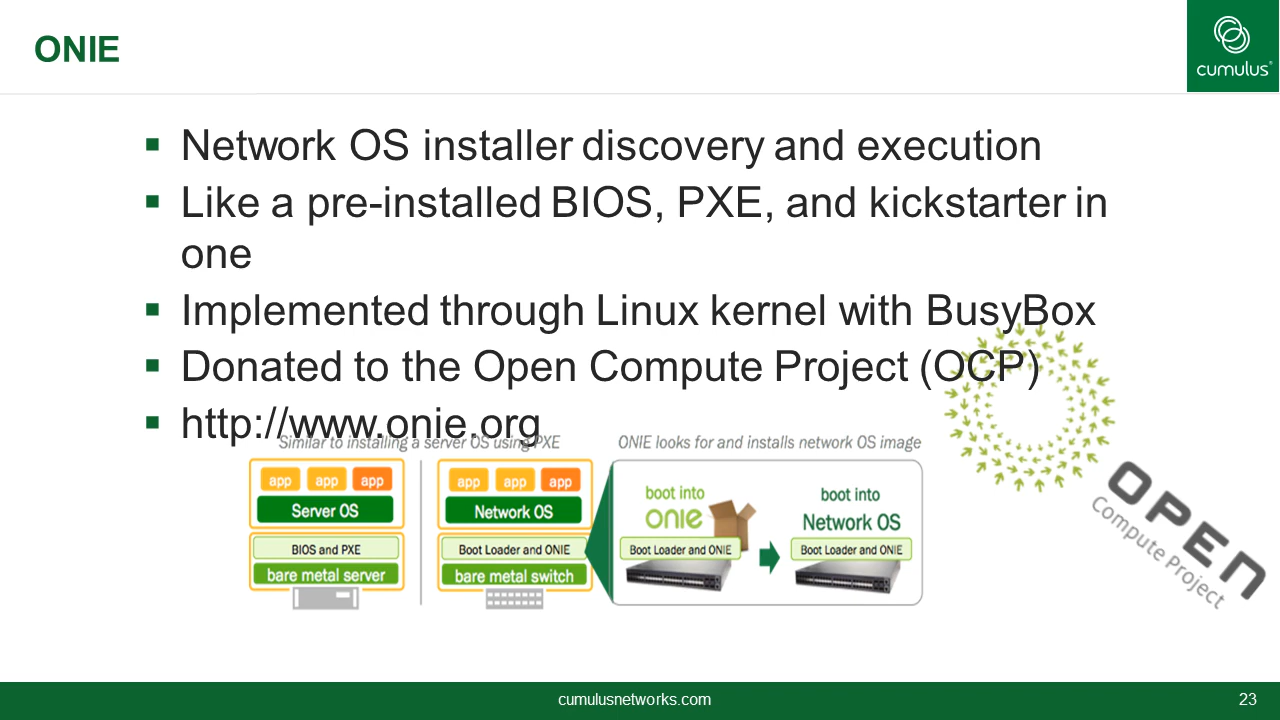 ONIE
cumulus®
Network OS installer discovery and execution
Like a pre-installed BIOS, PXE, and kickstarter in
one
Implemented through Linux kernel with BusyBox
Donated to the Open Compute Project (OCP)
http://www.onie.org
Similar to installing a server OS using PXE
ONIE looks for and installs network OS image
app app app
Server OS
BIOS and PXE
bare metal server
app app app
Network OS
Boot Loader and ONIE
bare metal switch
boot into
onie
Boot Loader and ONIE
boot into
Network OS
Boot Loader and ONIE
OPEN
Compute Project
cumulusnetworks.com
23